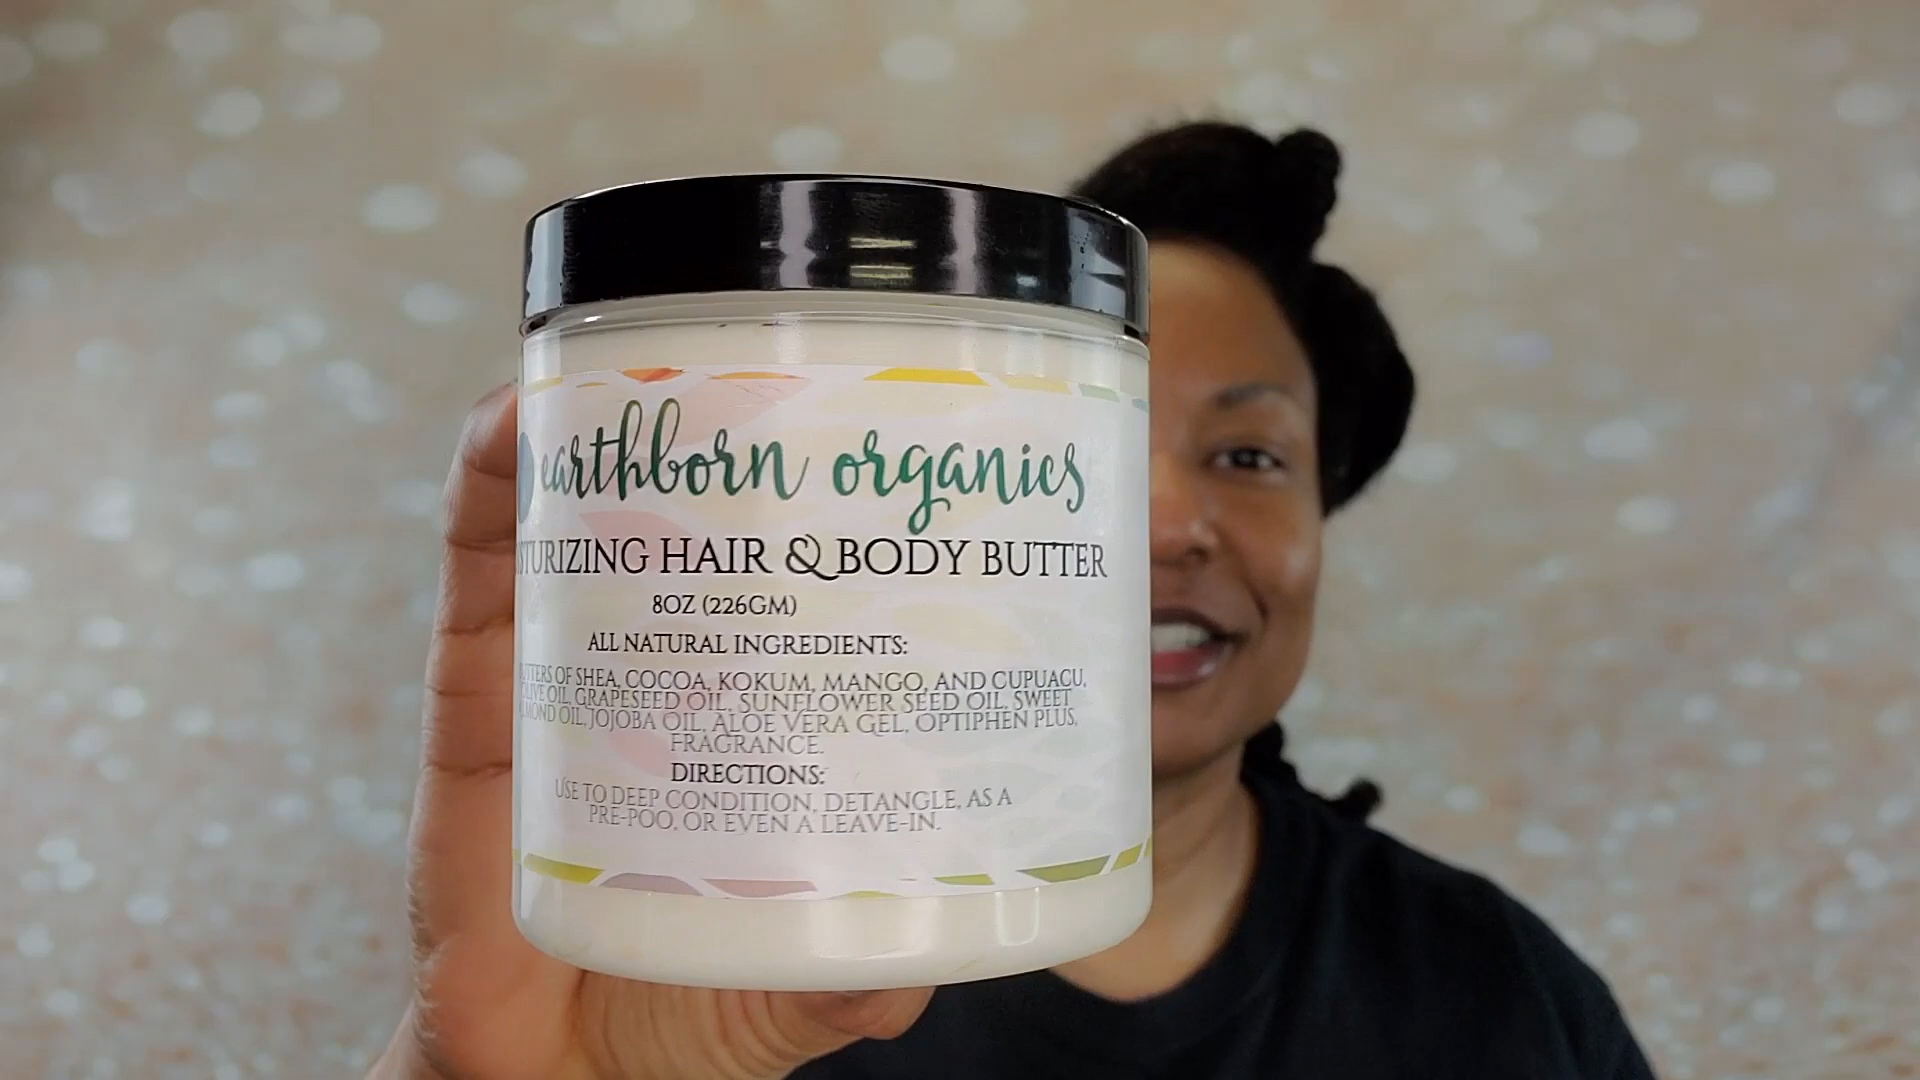 earthborn organics
STURIZING HAIR & BODY BUTTER
8OZ (226GM)
ALL NATURAL INGREDIENTS:
TTERS OF SHEA, COCOA, KOKUM, MANGO, AND CUPUACU,
OLIVE OIL, GRAPESEED OIL, SUNFLOWER SEED OIL, SWEET
MOND OIL, JOJOBA OIL, ALOE VERA GEL, OPTIPHEN PLUS,
FRAGRANCE.
DIRECTIONS:
USE TO DEEP CONDITION, DETANGLE, AS A
PRE-POO, OR EVEN A LEAVE-IN.